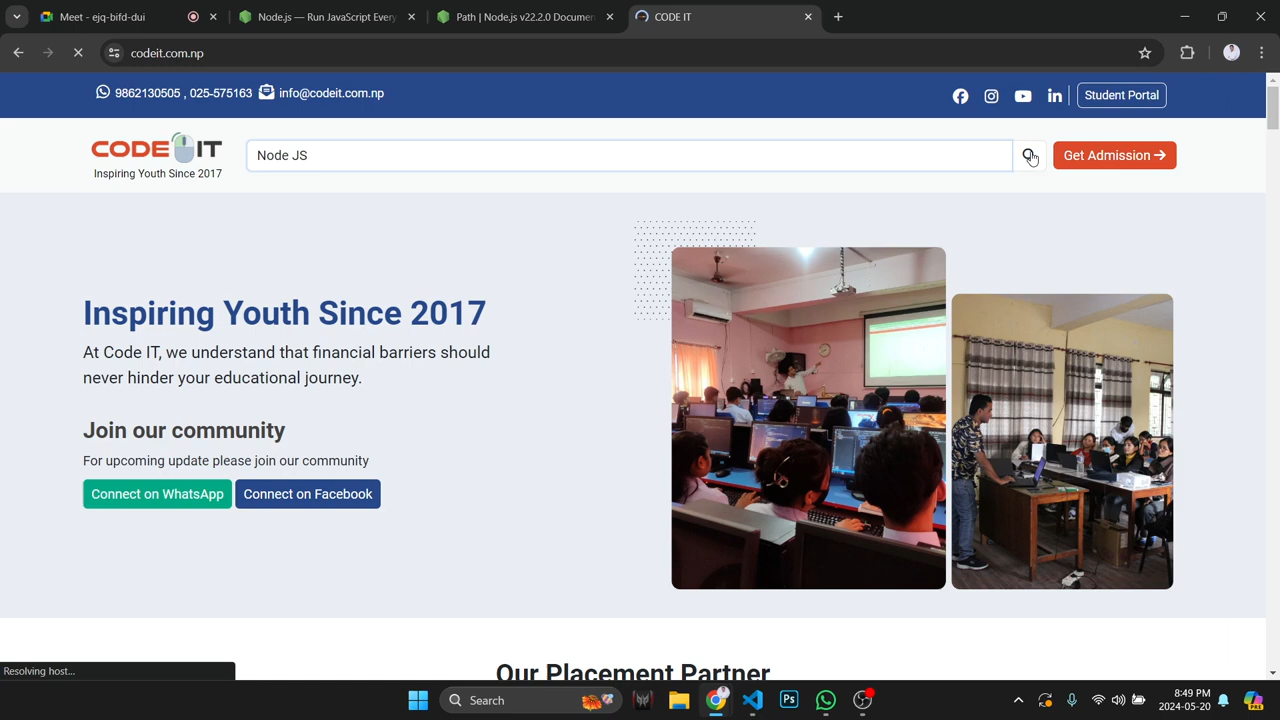 Meet - ejq-bifd-dui
Node.js — Run JavaScript Every
Path | Node.js v22.2.0 Documen
CODE IT
codeit.com.np
9862130505 , 025-575163 info@codeit.com.np
Student Portal
CODE IT
Inspiring Youth Since 2017
Node JS
Get Admission
Inspiring Youth Since 2017
At Code IT, we understand that financial barriers should
never hinder your educational journey.
Join our community
For upcoming update please join our community
Connect on WhatsApp Connect on Facebook
Our Placement Partner
Resolving host...
Search
Ps
8:49 PM
2024-05-20
PRE